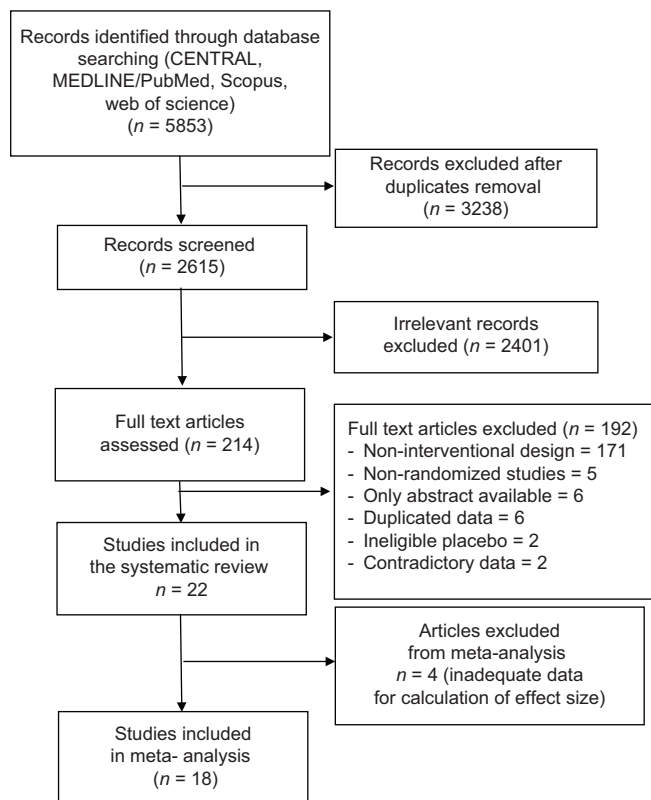 Records identified through database
searching (CENTRAL,
MEDLINE/PubMed, Scopus,
web of science)
(n = 5853)
Records excluded after
duplicates removal
(n = 3238)
Records screened
(n = 2615)
Irrelevant records
excluded (n = 2401)
Full text articles
assessed (n = 214)
Full text articles excluded (n = 192)
- Non-interventional design = 171
- Non-randomized studies = 5
- Only abstract available = 6
- Duplicated data = 6
- Ineligible placebo = 2
- Contradictory data = 2
Studies included in
the systematic review
n = 22
Articles excluded
from meta-analysis
n = 4 (inadequate data
for calculation of effect size)
Studies included
in meta- analysis
(n = 18)